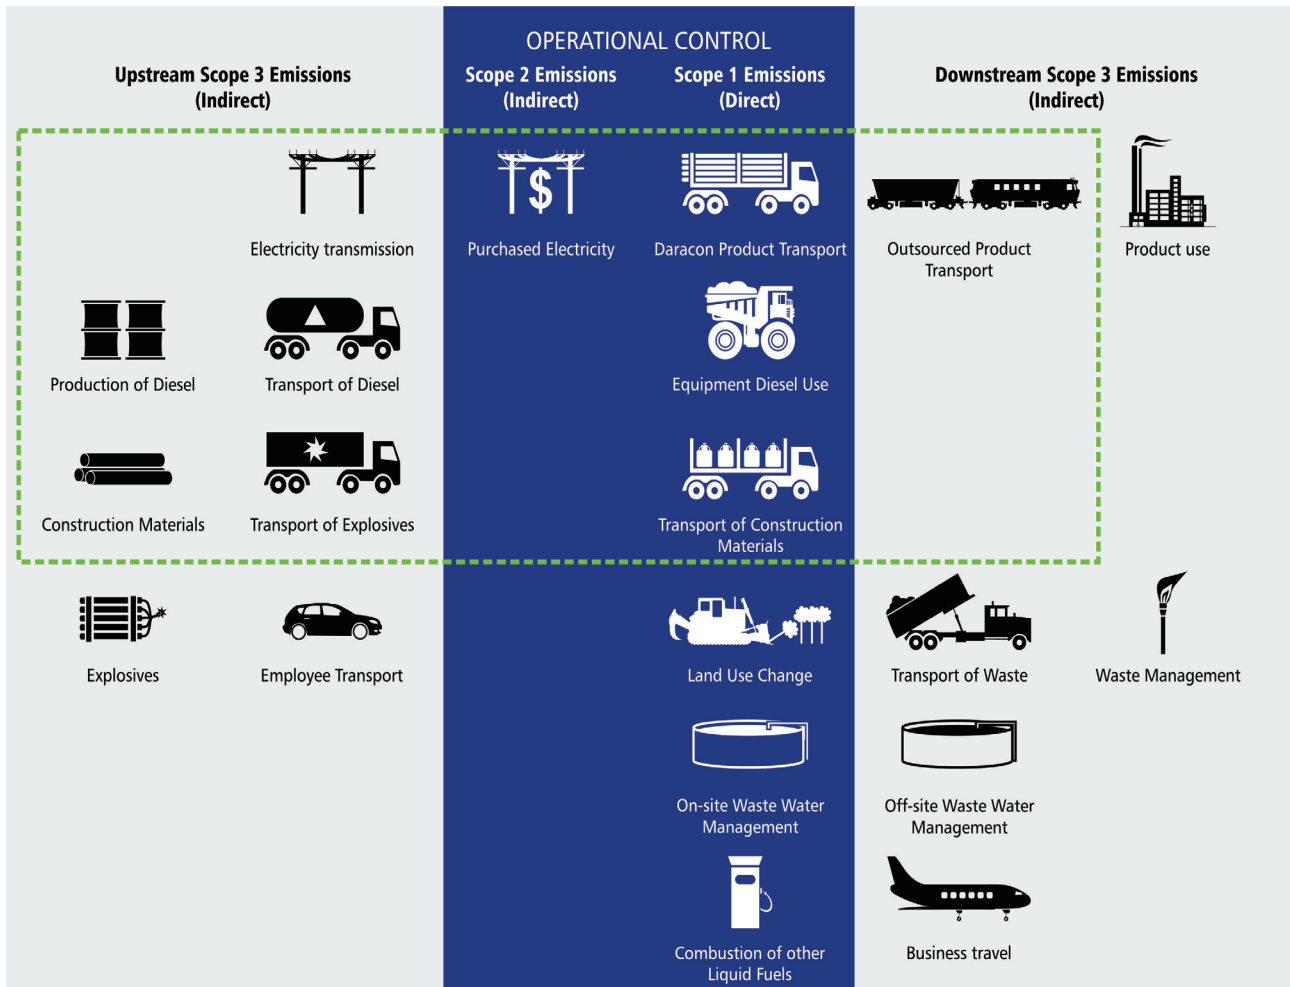 OPERATIONAL CONTROL
Upstream Scope 3 Emissions
(Indirect)
Scope 2 Emissions
(Indirect)
Scope 1 Emissions
(Direct)
Downstream Scope 3 Emissions
(Indirect)
$
Electricity transmission
Purchased Electricity
Daracon Product Transport
Outsourced Product
Transport
Product use
Production of Diesel
Transport of Diesel
Equipment Diesel Use
Construction Materials
Transport of Explosives
Transport of Construction
Materials
Explosives
Employee Transport
Land Use Change
Transport of Waste
Waste Management
On-site Waste Water
Management
Off-site Waste Water
Management
Combustion of other
Liquid Fuels
Business travel